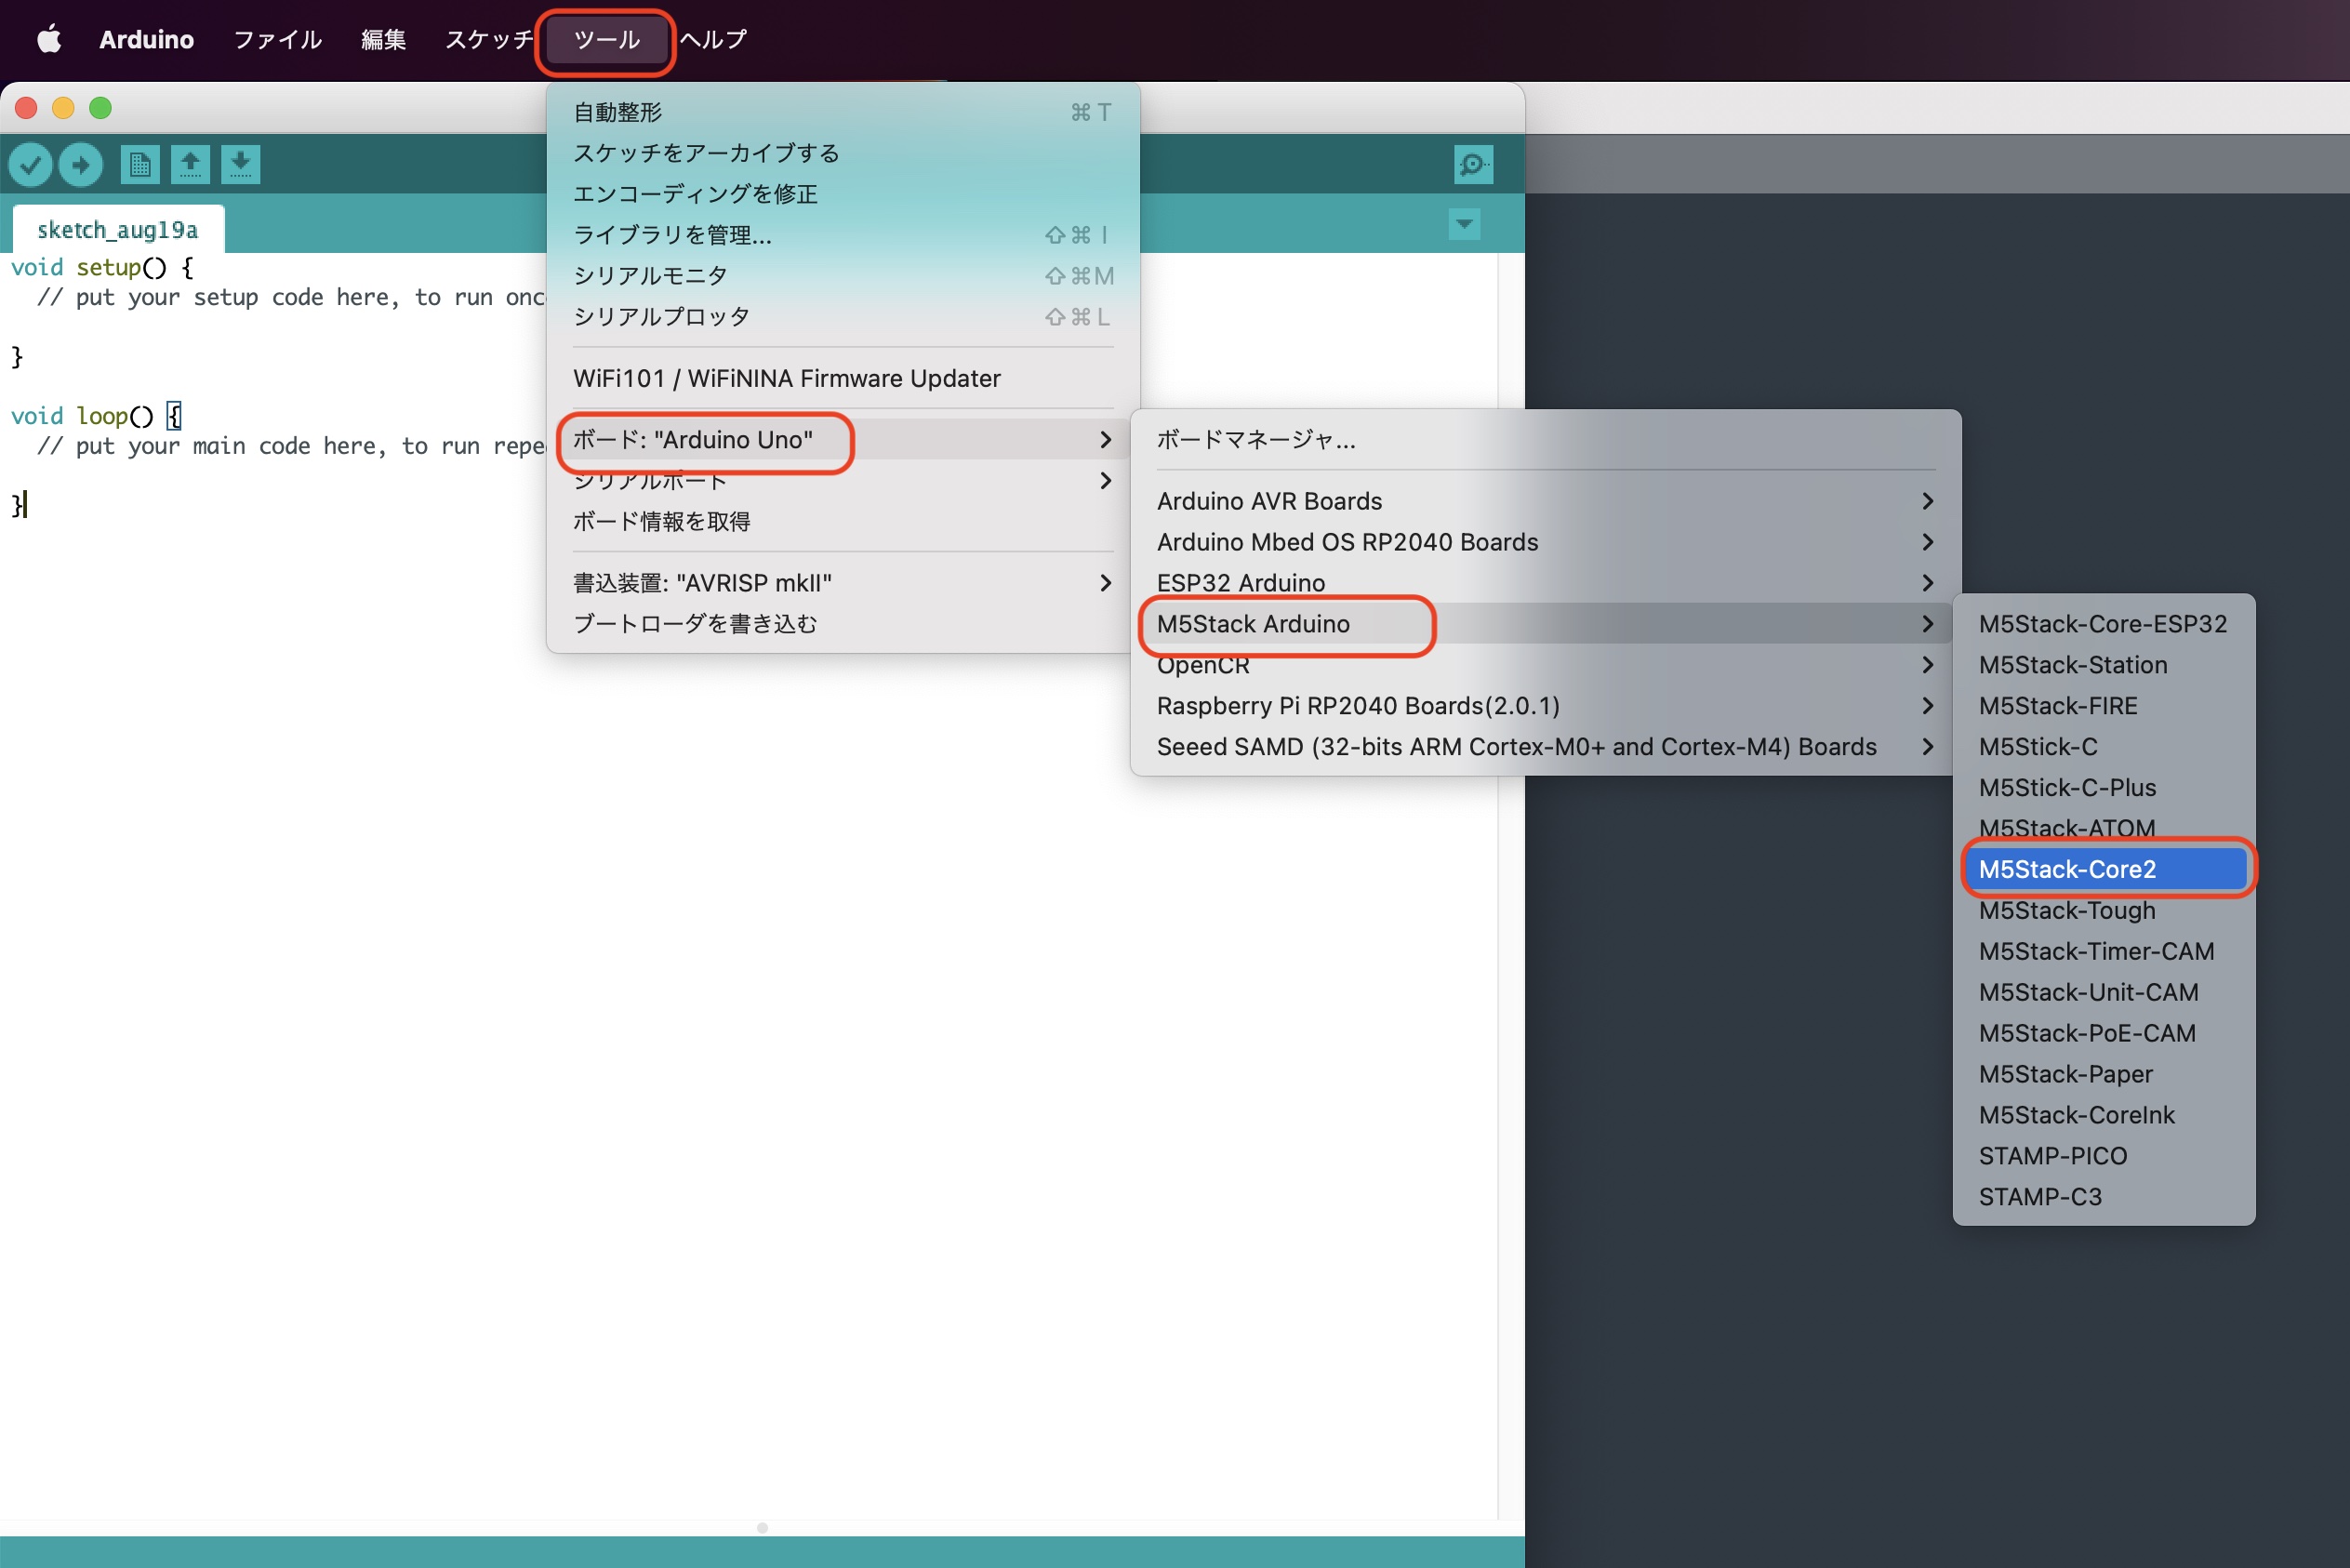 Arduino ファイル 編集 スケッチ ツール ヘルプ
sketch_aug19a
void setup() {
// put your setup code here, to run onc
}
void loop() {
// put your main code here, to run repe
}
自動整形 ⌘T
スケッチをアーカイブする
エンコーディングを修正
ライブラリを管理... ⇧⌘I
シリアルモニタ ⇧⌘M
シリアルプロッタ ⇧⌘L
WiFi101 / WiFiNINA Firmware Updater
ボード: "Arduino Uno"
シリアルポート
ボード情報を取得
書込装置: "AVRISP mkII"
ブートローダを書き込む
ボードマネージャ...
Arduino AVR Boards
Arduino Mbed OS RP2040 Boards
ESP32 Arduino
M5Stack Arduino
OpenCR
Raspberry Pi RP2040 Boards(2.0.1)
Seeed SAMD (32-bits ARM Cortex-M0+ and Cortex-M4) Boards
M5Stack-Core-ESP32
M5Stack-Station
M5Stack-FIRE
M5Stick-C
M5Stick-C-Plus
M5Stack-ATOM
M5Stack-Core2
M5Stack-Tough
M5Stack-Timer-CAM
M5Stack-Unit-CAM
M5Stack-PoE-CAM
M5Stack-Paper
M5Stack-CoreInk
STAMP-PICO
STAMP-C3